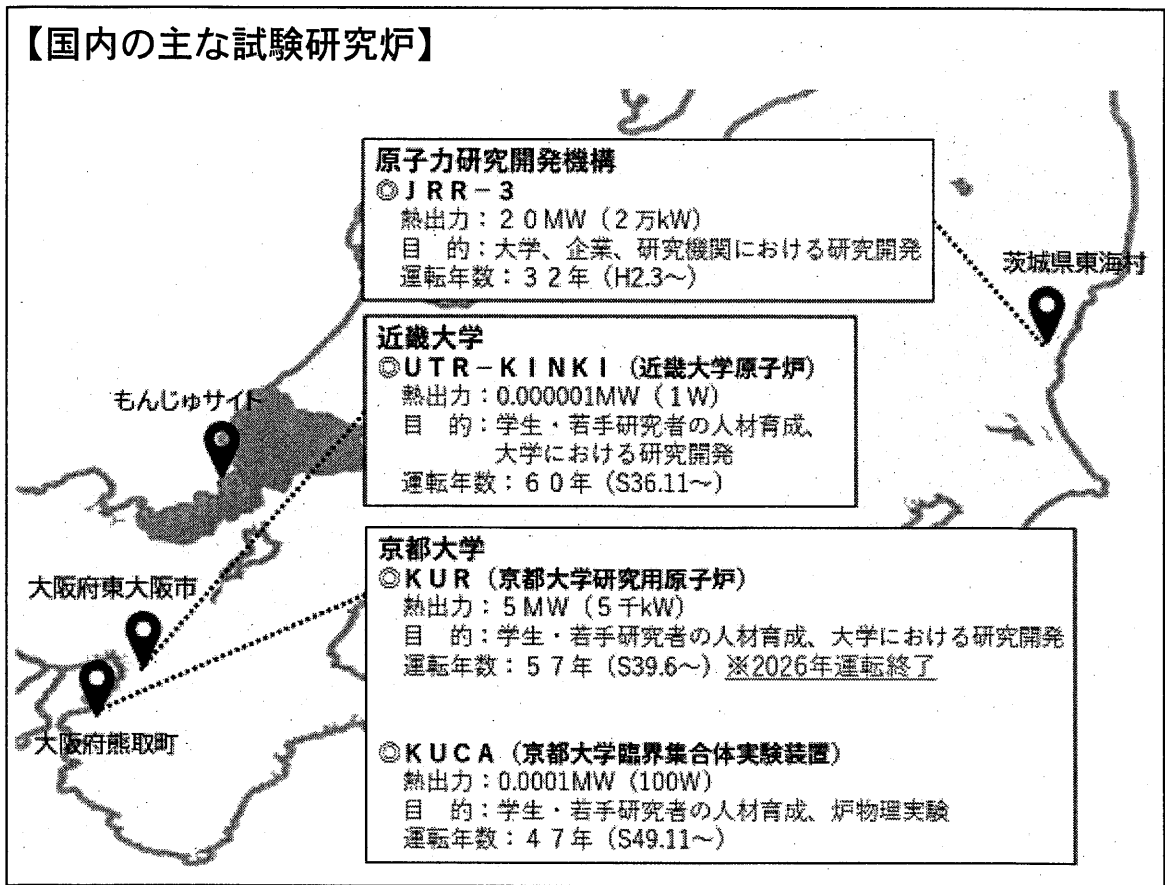 【国内の主な試験研究炉】
原子力研究開発機構
◎JRR-3
熱出力：20MW（2万kW）
目　的：大学、企業、研究機関における研究開発
運転年数：32年（H2.3～）
茨城県東海村
近畿大学
◎UTR-KINKI（近畿大学原子炉）
熱出力：0.000001MW（1W）
目　的：学生・若手研究者の人材育成、
大学における研究開発
運転年数：60年（S36.11～）
もんじゅサイト
京都大学
◎KUR（京都大学研究用原子炉）
熱出力：5MW（5千kW）
目　的：学生・若手研究者の人材育成、大学における研究開発
運転年数：57年（S39.6～）※2026年運転終了
大阪府東大阪市
大阪府熊取町
◎KUCA（京都大学臨界集合体実験装置）
熱出力：0.0001MW（100W）
目　的：学生・若手研究者の人材育成、炉物理実験
運転年数：47年（S49.11～）